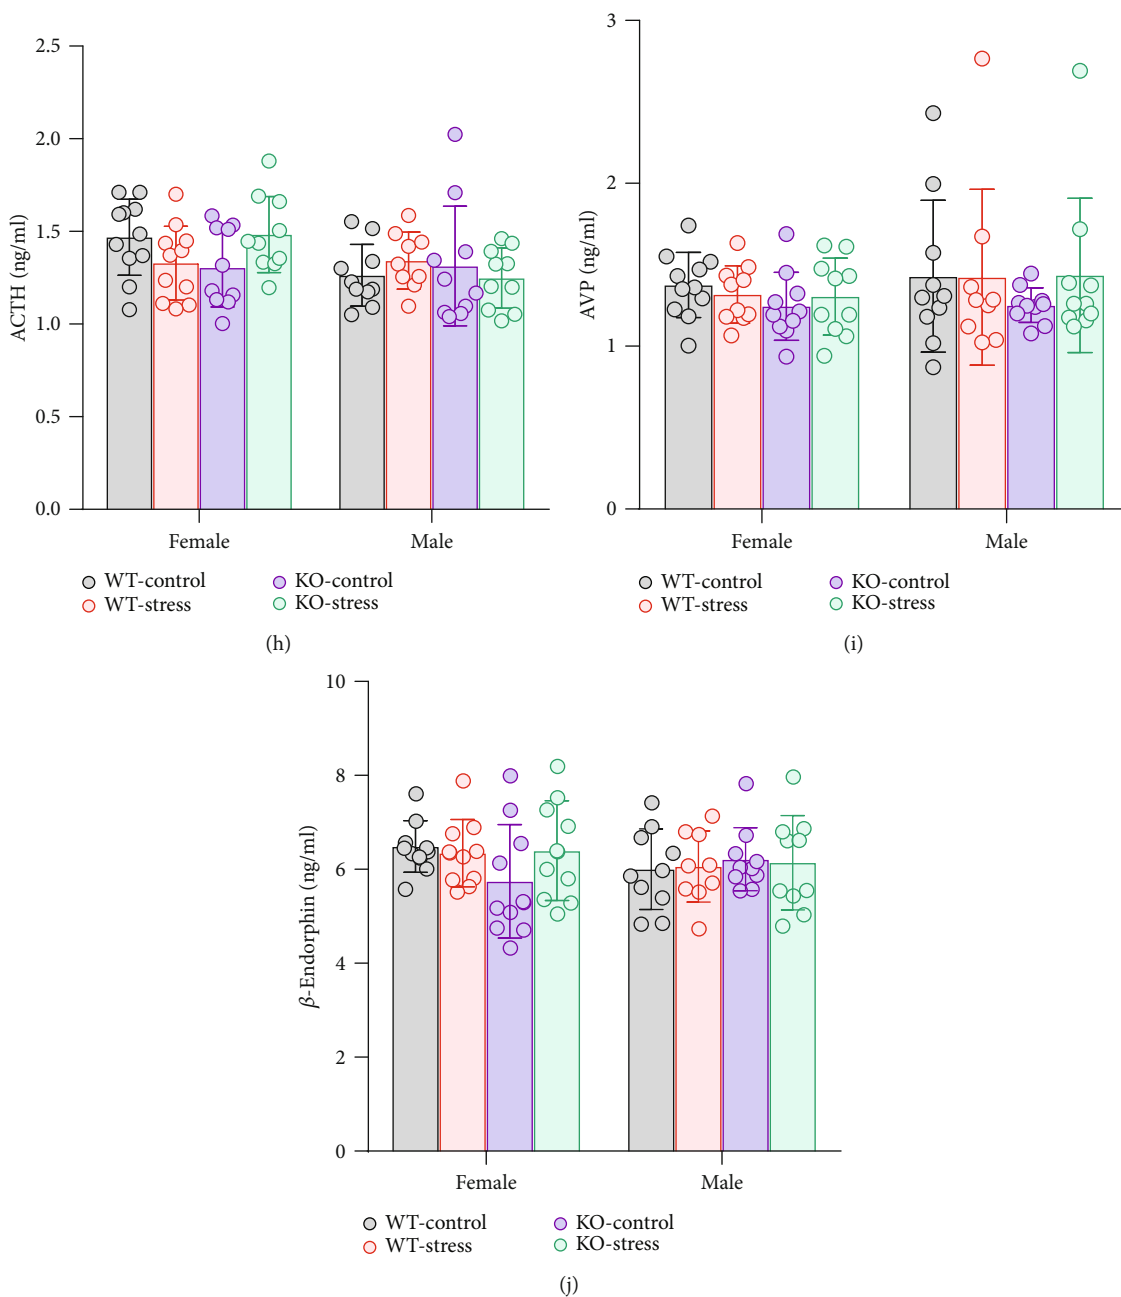 2.5
2.0
1.5
1.0
0.5
0.0
ACTH (ng/ml)
Female
Male
WT-control
KO-control
WT-stress
KO-stress
(h)
3
2
1
0
AVP (ng/ml)
Female
Male
WT-control
KO-control
WT-stress
KO-stress
(i)
10
8
6
4
2
0
β-Endorphin (ng/ml)
Female
Male
WT-control
KO-control
WT-stress
KO-stress
(j)